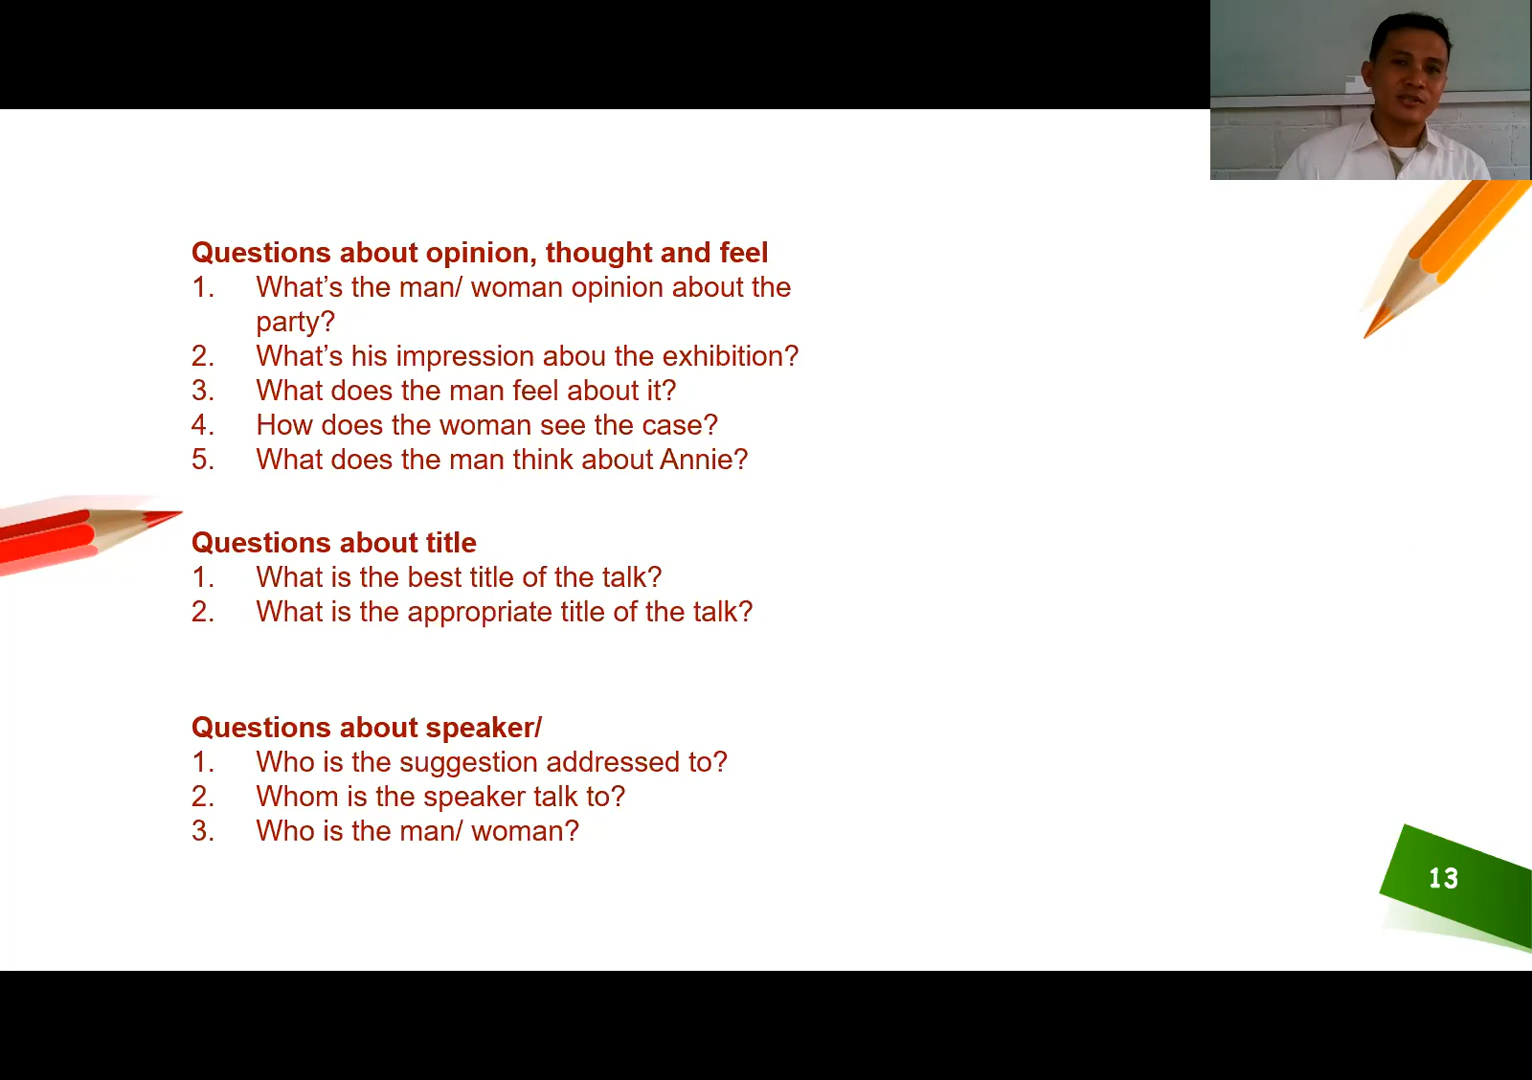 Questions about opinion, thought and feel
1. What’s the man/ woman opinion about the
party?
2. What’s his impression abou the exhibition?
3. What does the man feel about it?
4. How does the woman see the case?
5. What does the man think about Annie?
Questions about title
1. What is the best title of the talk?
2. What is the appropriate title of the talk?
Questions about speaker/
1. Who is the suggestion addressed to?
2. Whom is the speaker talk to?
3. Who is the man/ woman?
13